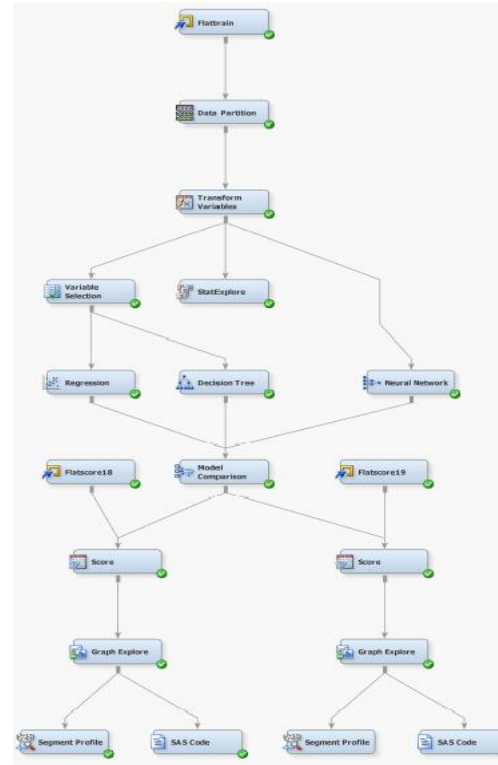 Flattrain
Data Partition
Transform
Variables
Variable
Selection
StatExplore
Regression
Decision Tree
Neural Network
Flatscore18
Model
Comparison
Flatscore19
Score
Score
Graph Explore
Graph Explore
Segment Profile
SAS Code
Segment Profile
SAS Code